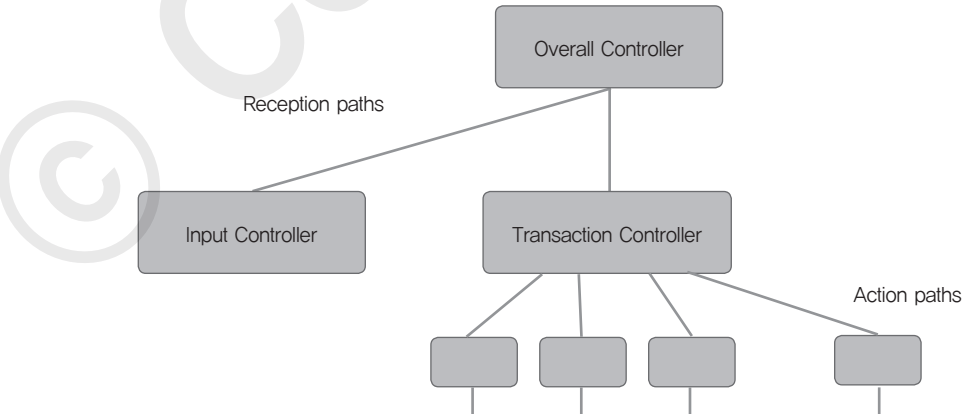 Overall Controller
Reception paths
Input Controller
Transaction Controller
Action paths